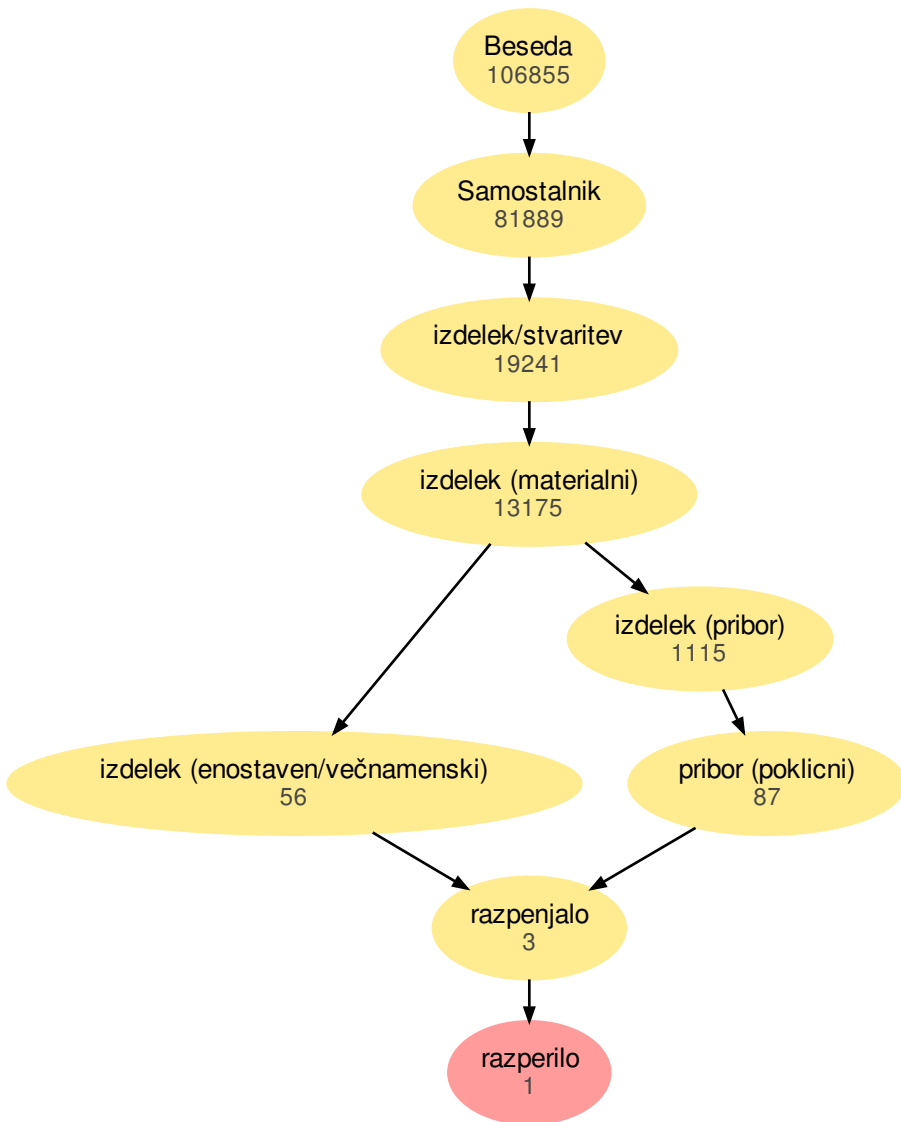 Beseda
106855
Samostalnik
81889
izdelek/stvaritev
19241
izdelek (materialni)
13175
izdelek (pribor)
1115
izdelek (enostaven/večnamenski)
56
pribor (poklicni)
87
razpenjalo
3
razperilo
1